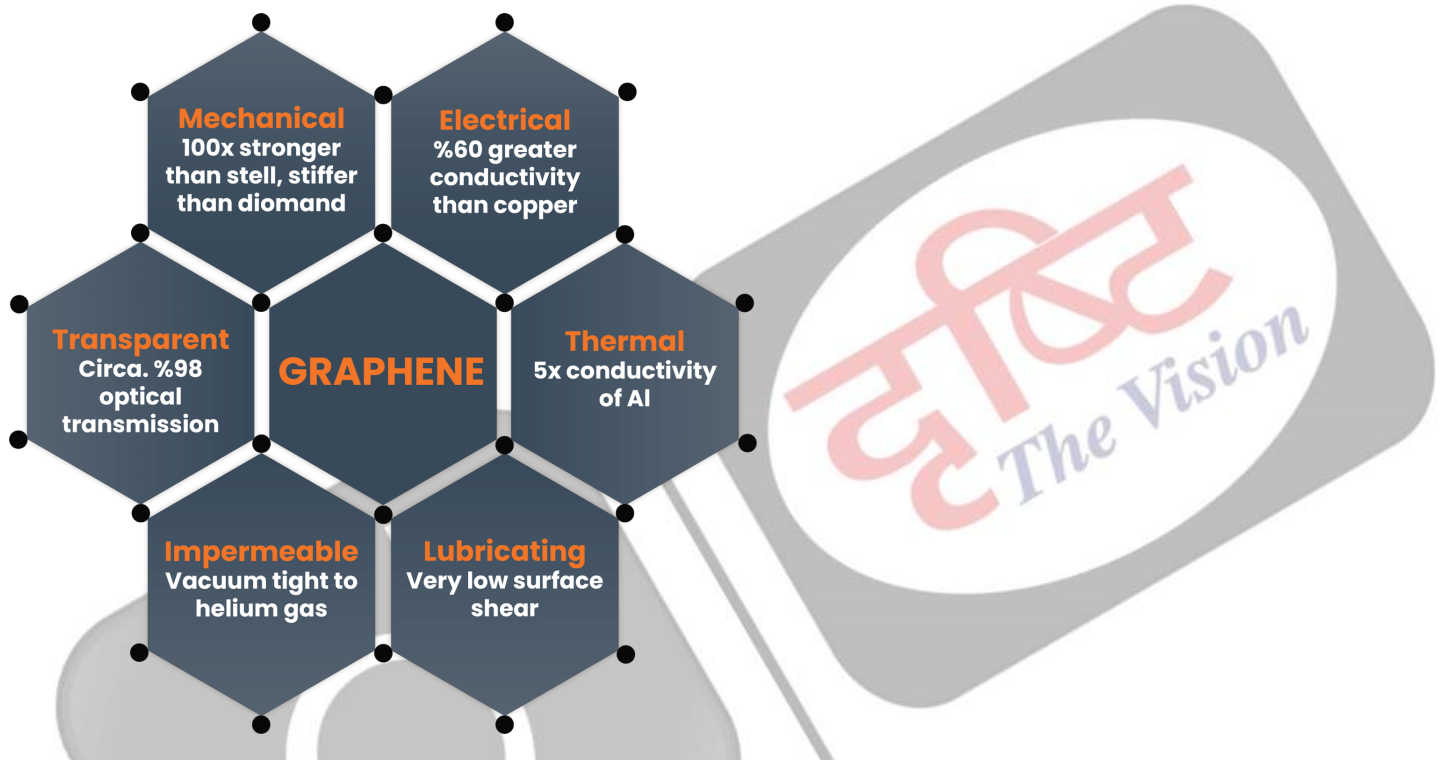 Mechanical
100x stronger
than stell, stiffer
than diomand
Electrical
%60 greater
conductivity
than copper
Transparent
Circa. %98
optical
transmission
GRAPHENE
Thermal
5x conductivity
of Al
Impermeable
Vacuum tight to
helium gas
Lubricating
Very low surface
shear
दृष्टि
The Vision